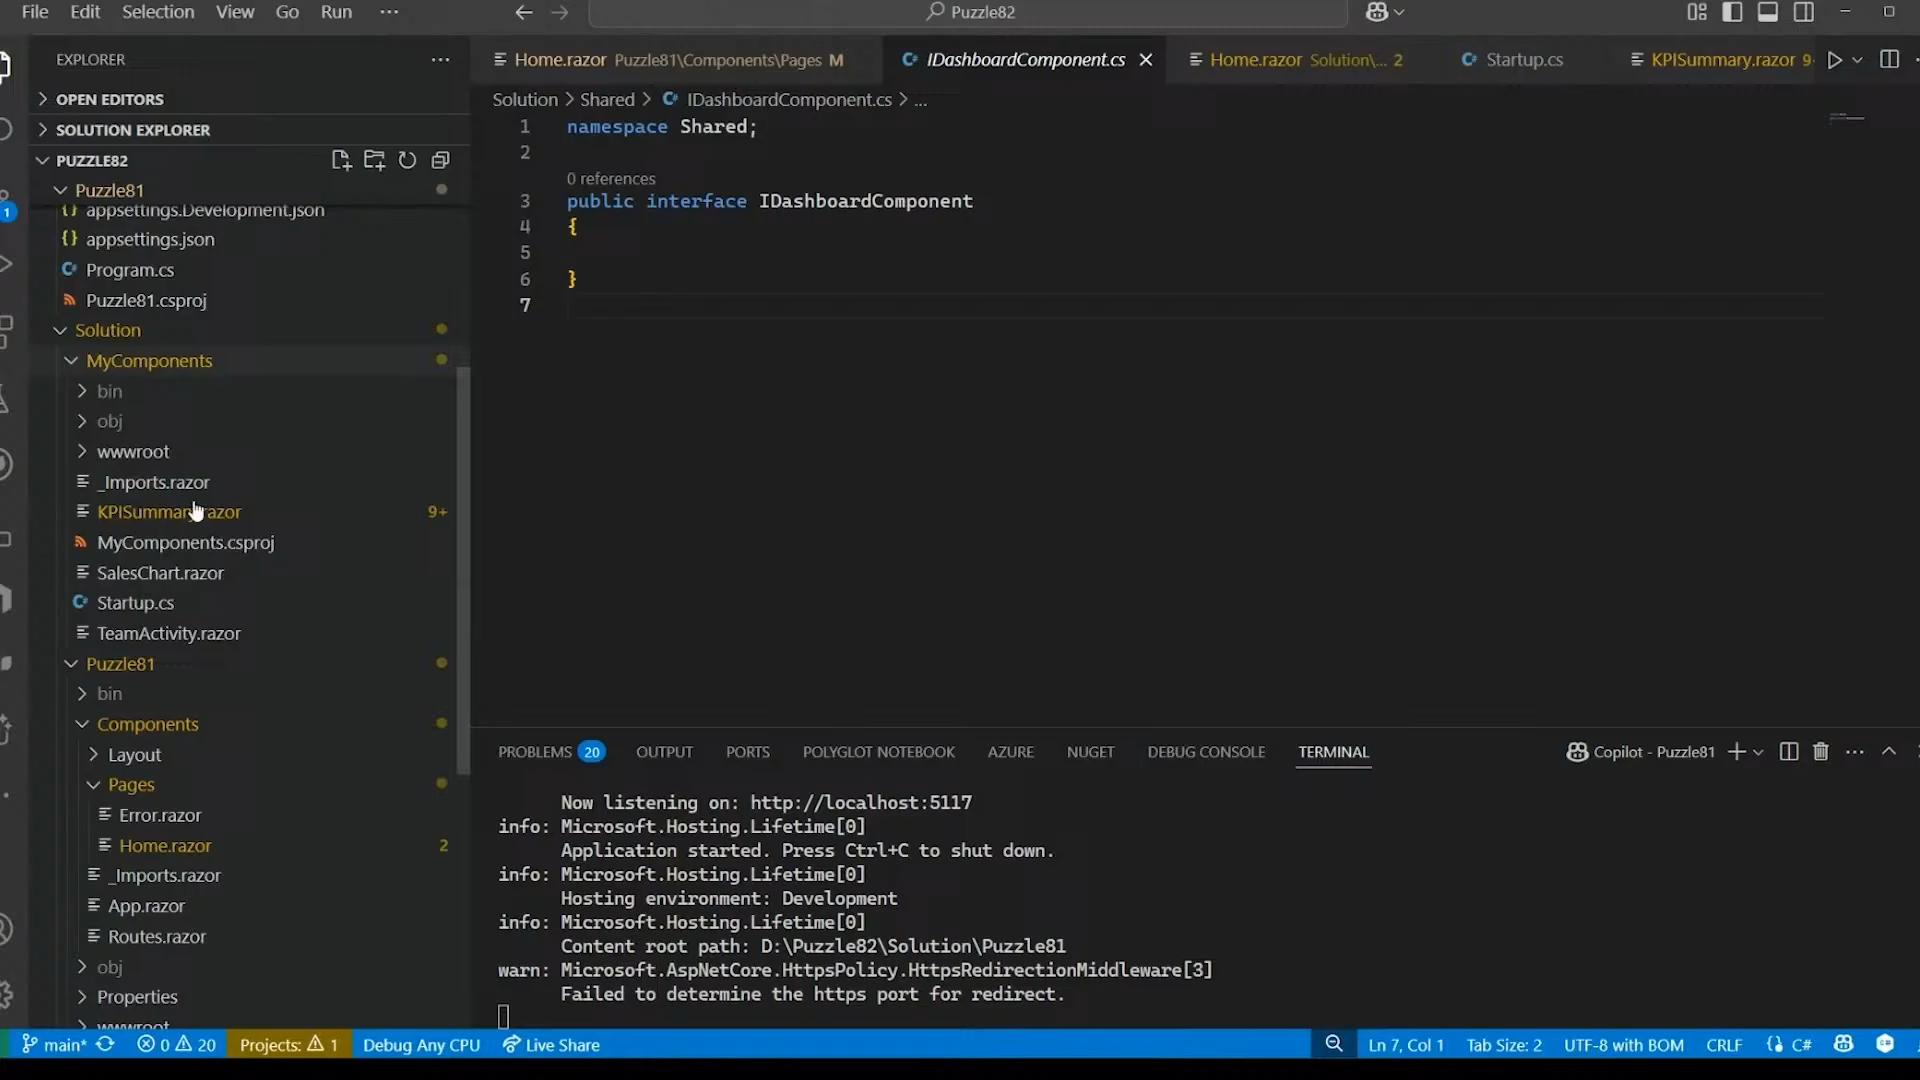 File Edit Selection View Go Run ···
Puzzle82
EXPLORER ···
OPEN EDITORS
SOLUTION EXPLORER
PUZZLE82
Puzzle81
{} appsettings.Development.json
{} appsettings.json
Program.cs
Puzzle81.csproj
Solution
MyComponents
bin
obj
wwwroot
_Imports.razor
KPISummary.razor 9+
MyComponents.csproj
SalesChart.razor
Startup.cs
TeamActivity.razor
Puzzle81
bin
Components
Layout
Pages
Error.razor
Home.razor 2
_Imports.razor
App.razor
Routes.razor
obj
Properties
wwwroot
1
Home.razor Puzzle81\Components\Pages M
IDashboardComponent.cs
Home.razor Solution\... 2
Startup.cs
KPISummary.razor 9
Solution > Shared > IDashboardComponent.cs > ...
1 namespace Shared;
2
0 references
3 public interface IDashboardComponent
4 {
5
6 }
7
PROBLEMS 20 OUTPUT PORTS POLYGLOT NOTEBOOK AZURE NUGET DEBUG CONSOLE TERMINAL
Copilot - Puzzle81
Now listening on: http://localhost:5117
info: Microsoft.Hosting.Lifetime[0]
Application started. Press Ctrl+C to shut down.
info: Microsoft.Hosting.Lifetime[0]
Hosting environment: Development
info: Microsoft.Hosting.Lifetime[0]
Content root path: D:\Puzzle82\Solution\Puzzle81
warn: Microsoft.AspNetCore.HttpsPolicy.HttpsRedirectionMiddleware[3]
Failed to determine the https port for redirect.
main* 0 20 Projects: 1 Debug Any CPU Live Share Ln 7, Col 1 Tab Size: 2 UTF-8 with BOM CRLF C#